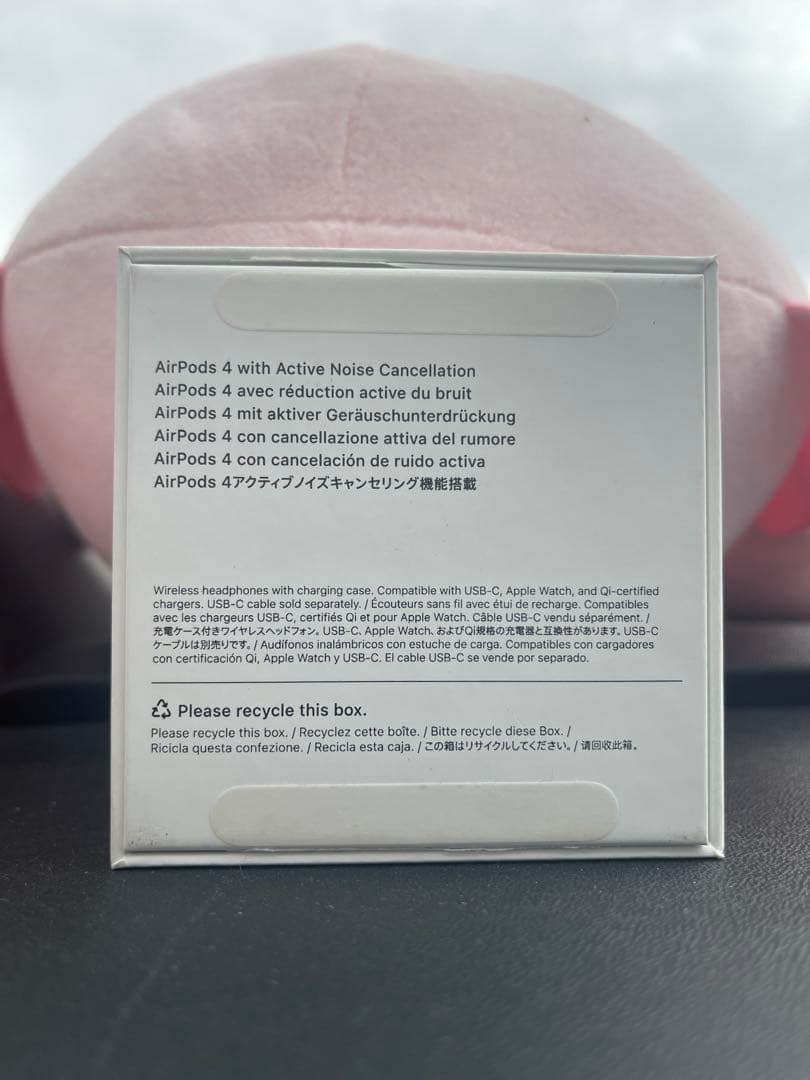 AirPods 4 with Active Noise Cancellation
AirPods 4 avec réduction active du bruit
AirPods 4 mit aktiver Geräuschunterdrückung
AirPods 4 con cancellazione attiva del rumore
AirPods 4 con cancelación de ruido activa
AirPods 4アクティブノイズキャンセリング機能搭載
Wireless headphones with charging case. Compatible with USB-C, Apple Watch, and Qi-certified
chargers. USB-C cable sold separately. / Écouteurs sans fil avec étui de recharge. Compatibles
avec les chargeurs USB-C, certifiés Qi et pour Apple Watch. Câble USB-C vendu séparément. /
充電ケース付きワイヤレスヘッドフォン。USB-C、Apple Watch、およびQi規格の充電器と互換性があります。USB-C
ケーブルは別売りです。/ Audífonos inalámbricos con estuche de carga. Compatibles con cargadores
con certificación Qi, Apple Watch y USB-C. El cable USB-C se vende por separado.
Please recycle this box.
Please recycle this box. / Recyclez cette boîte. / Bitte recycle diese Box. /
Ricicla questa confezione. / Recicla esta caja. / この箱はリサイクルしてください。/ 请回收此箱。